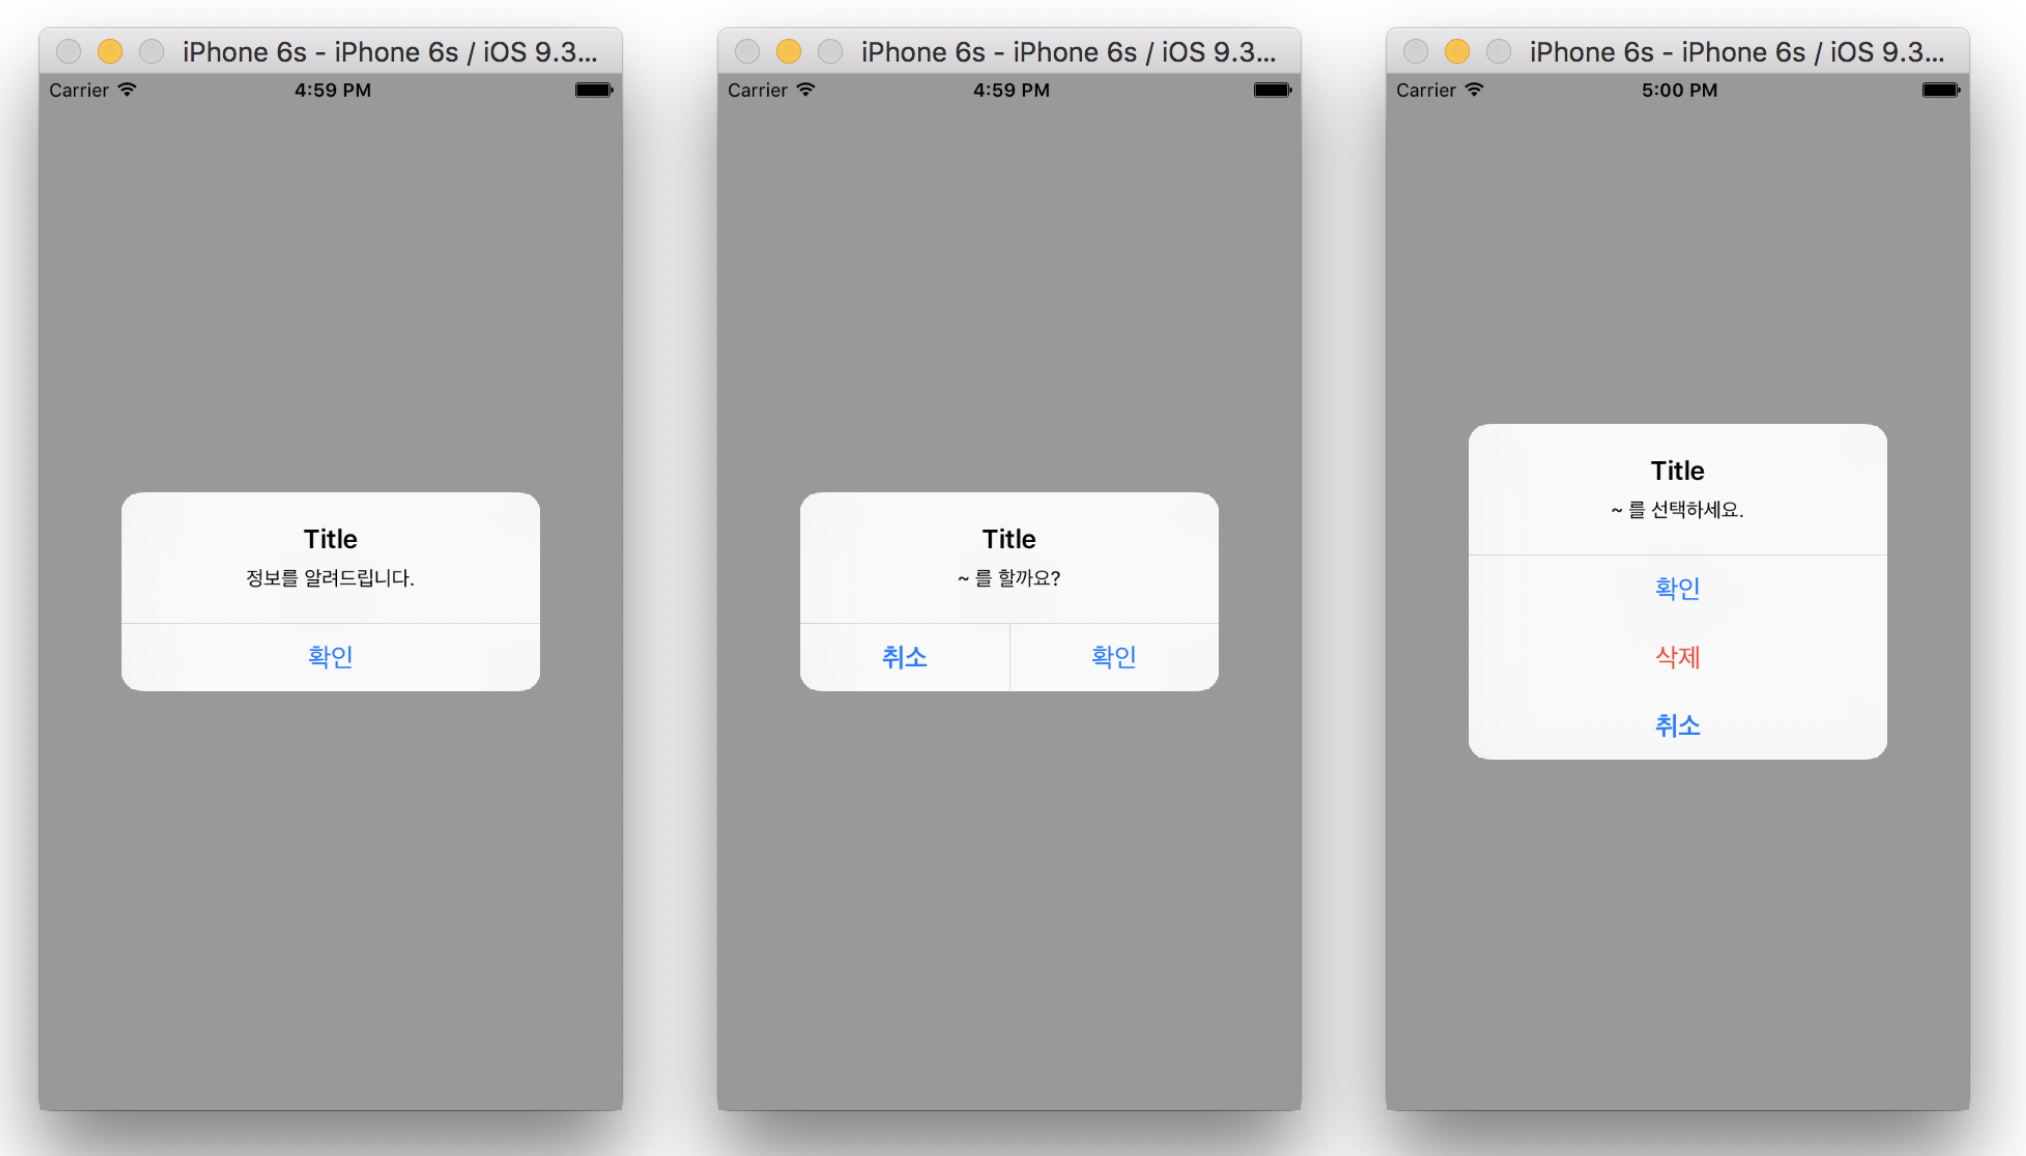 iPhone 6s - iPhone 6s / iOS 9.3...
Carrier 4:59 PM
Title
정보를 알려드립니다.
확인
iPhone 6s - iPhone 6s / iOS 9.3...
Carrier 4:59 PM
Title
~ 를 할까요?
취소 확인
iPhone 6s - iPhone 6s / iOS 9.3...
Carrier 5:00 PM
Title
~ 를 선택하세요.
확인
삭제
취소